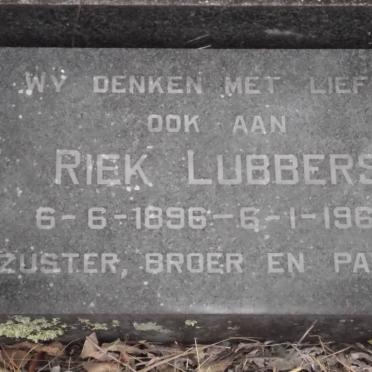 WY DENKEN MET LIEF
OOK AAN
RIEK LUBBERS
6-6-1896-6-1-196
ZUSTER, BROER EN PA